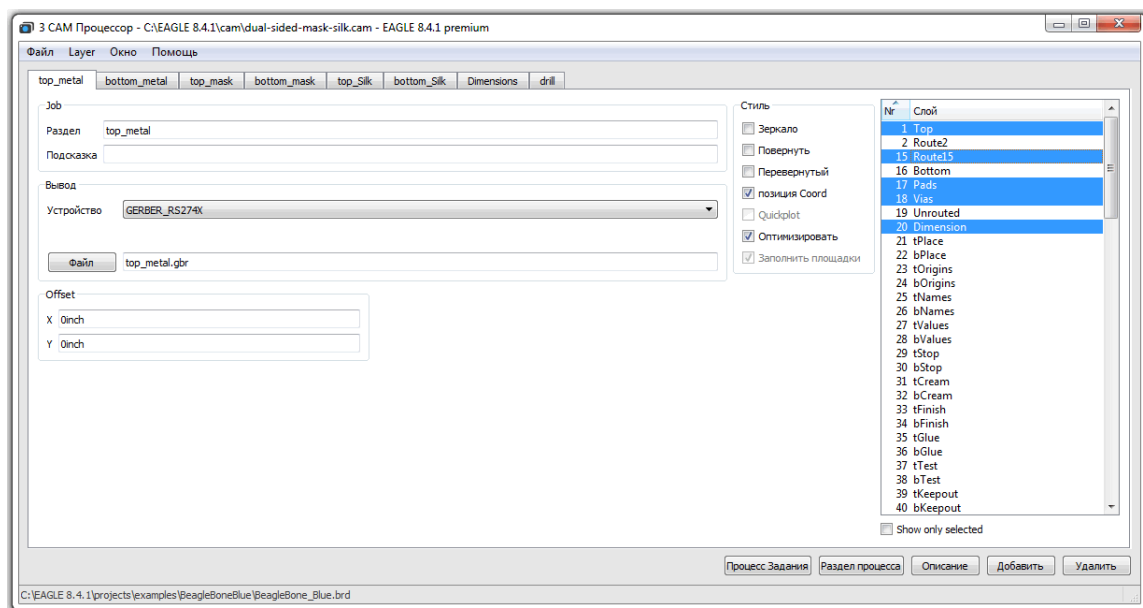 3 CAM Процессор - C:\EAGLE 8.4.1\cam\dual-sided-mask-silk.cam - EAGLE 8.4.1 premium
Файл Layer Окно Помощь
top_metal bottom_metal top_mask bottom_mask top_Silk bottom_Silk Dimensions drill
Job
Раздел top_metal
Подсказка
Вывод
Устройство GERBER_RS274X
Файл top_metal.gbr
Offset
X 0inch
Y 0inch
Стиль
Зеркало
Повернуть
Перевернутый
позиция Coord
Quickplot
Оптимизировать
Заполнить площадки
Nr Слой
1 Top
2 Route2
15 Route15
16 Bottom
17 Pads
18 Vias
19 Unrouted
20 Dimension
21 tPlace
22 bPlace
23 tOrigins
24 bOrigins
25 tNames
26 bNames
27 tValues
28 bValues
29 tStop
30 bStop
31 tCream
32 bCream
33 tFinish
34 bFinish
35 tGlue
36 bGlue
37 tTest
38 bTest
39 tKeepout
40 bKeepout
Show only selected
Процесс Задания Раздел процесса Описание Добавить Удалить
C:\EAGLE 8.4.1\projects\examples\BeagleBoneBlue\BeagleBone_Blue.brd